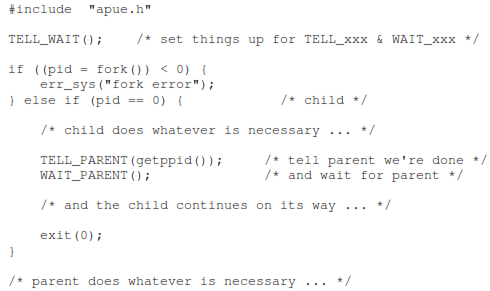 #include  "apue.h"
TELL_WAIT();    /* set things up for TELL_xxx & WAIT_xxx */
if ((pid = fork()) < 0) {
    err_sys("fork error");
} else if (pid == 0) {            /* child */
    /* child does whatever is necessary ... */
    TELL_PARENT(getppid());     /* tell parent we're done */
    WAIT_PARENT();              /* and wait for parent */
    /* and the child continues on its way ... */
    exit(0);
}
/* parent does whatever is necessary ... */